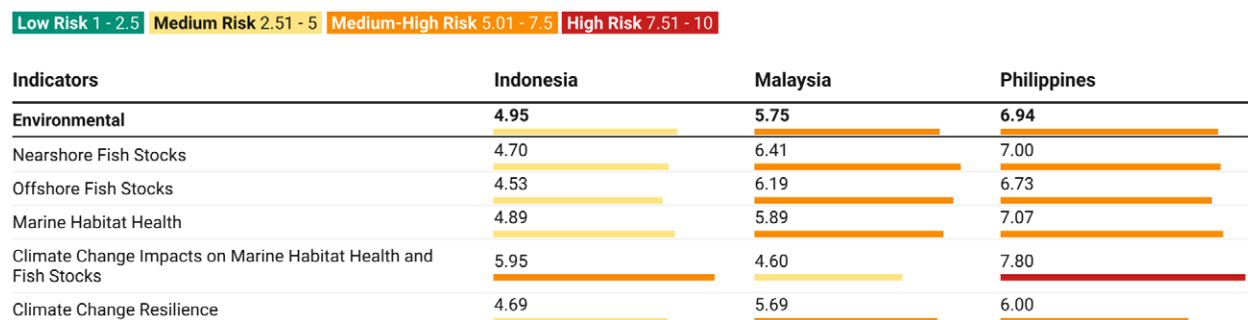 Low Risk 1 - 2.5 Medium Risk 2.51 - 5 Medium-High Risk 5.01 - 7.5 High Risk 7.51 - 10
Indicators Indonesia Malaysia Philippines
Environmental 4.95 5.75 6.94
Nearshore Fish Stocks 4.70 6.41 7.00
Offshore Fish Stocks 4.53 6.19 6.73
Marine Habitat Health 4.89 5.89 7.07
Climate Change Impacts on Marine Habitat Health and
Fish Stocks 5.95 4.60 7.80
Climate Change Resilience 4.69 5.69 6.00